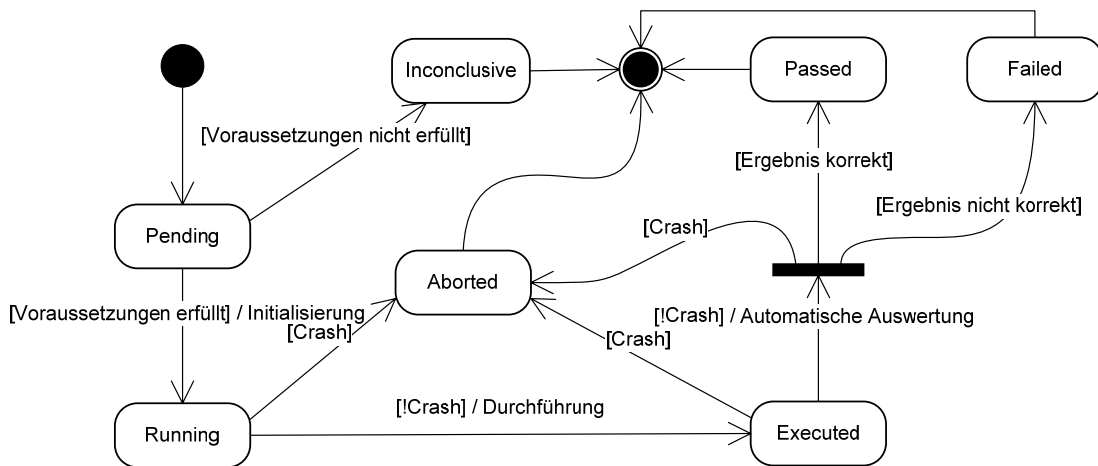 Inconclusive
Passed
Failed
[Voraussetzungen nicht erfüllt]
[Ergebnis korrekt]
[Ergebnis nicht korrekt]
Pending
[Crash]
Aborted
[Voraussetzungen erfüllt] / Initialisierung
[!Crash] / Automatische Auswertung
[Crash]
[Crash]
[!Crash] / Durchführung
Running
Executed